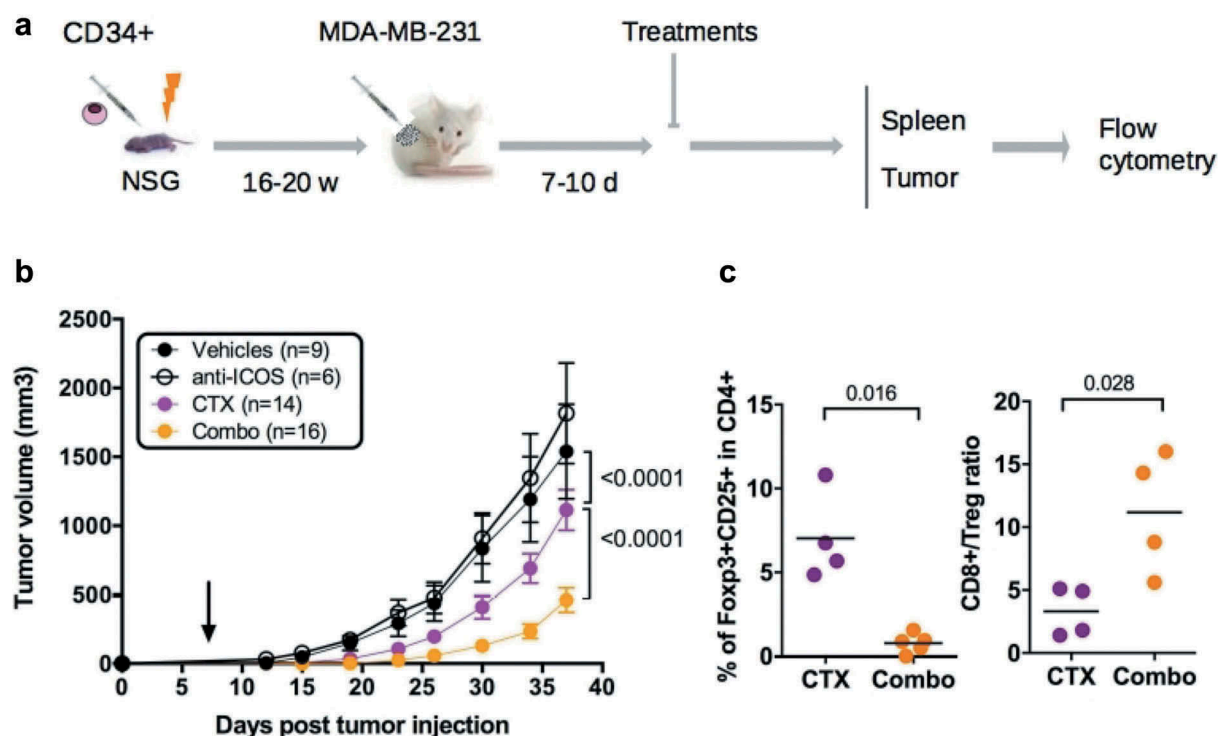 a
CD34+
MDA-MB-231
Treatments
NSG
16-20 w
7-10 d
Spleen
Tumor
Flow
cytometry
b
Tumor volume (mm3)
2500
2000
1500
1000
500
0
Vehicles (n=9)
anti-ICOS (n=6)
CTX (n=14)
Combo (n=16)
<0.0001
<0.0001
0 5 10 15 20 25 30 35 40
Days post tumor injection
c
% of Foxp3+CD25+ in CD4+
15
10
5
0
0.016
CTX Combo
CD8+/Treg ratio
20
15
10
5
0
0.028
CTX Combo